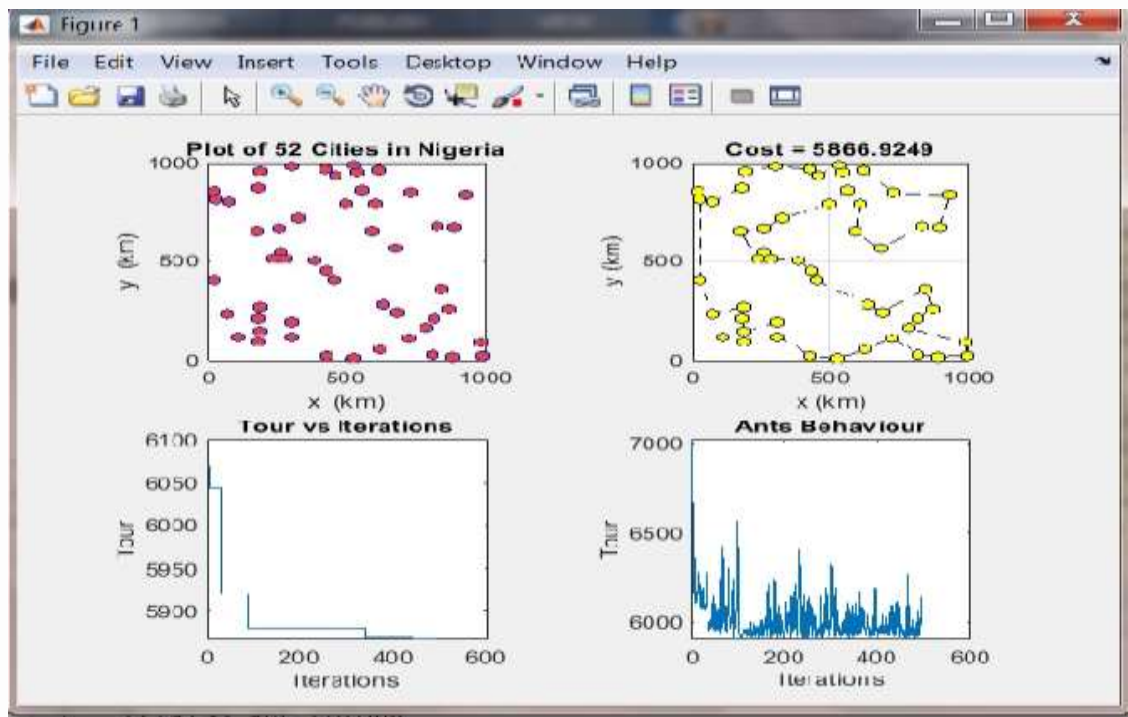 Figure 1
File Edit View Insert Tools Desktop Window Help
Plot of 52 Cities in Nigeria
1000
500
0
y (km)
0 500 1000
x (km)
Cost = 5866.9249
1000
500
0
y (km)
0 500 1000
x (km)
Tour vs Iterations
6100
6050
6000
5950
5900
Tour
0 200 400 600
Iterations
Ants Behaviour
7000
6500
6000
Tour
0 200 400 600
Iterations